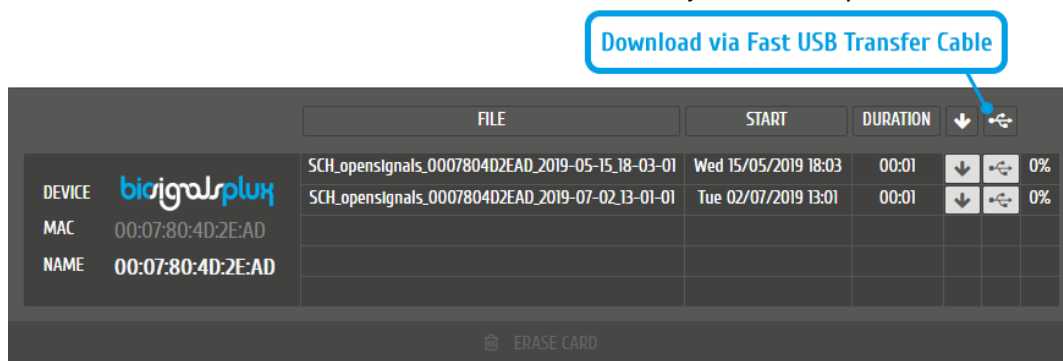 Download via Fast USB Transfer Cable
FILE START DURATION
SCH_opensignals_0007804D2EAD_2019-05-15_18-03-01 Wed 15/05/2019 18:03 00:01 0%
SCH_opensignals_0007804D2EAD_2019-07-02_13-01-01 Tue 02/07/2019 13:01 00:01 0%
DEVICE biosignalsplux
MAC 00:07:80:4D:2E:AD
NAME 00:07:80:4D:2E:AD
ERASE CARD